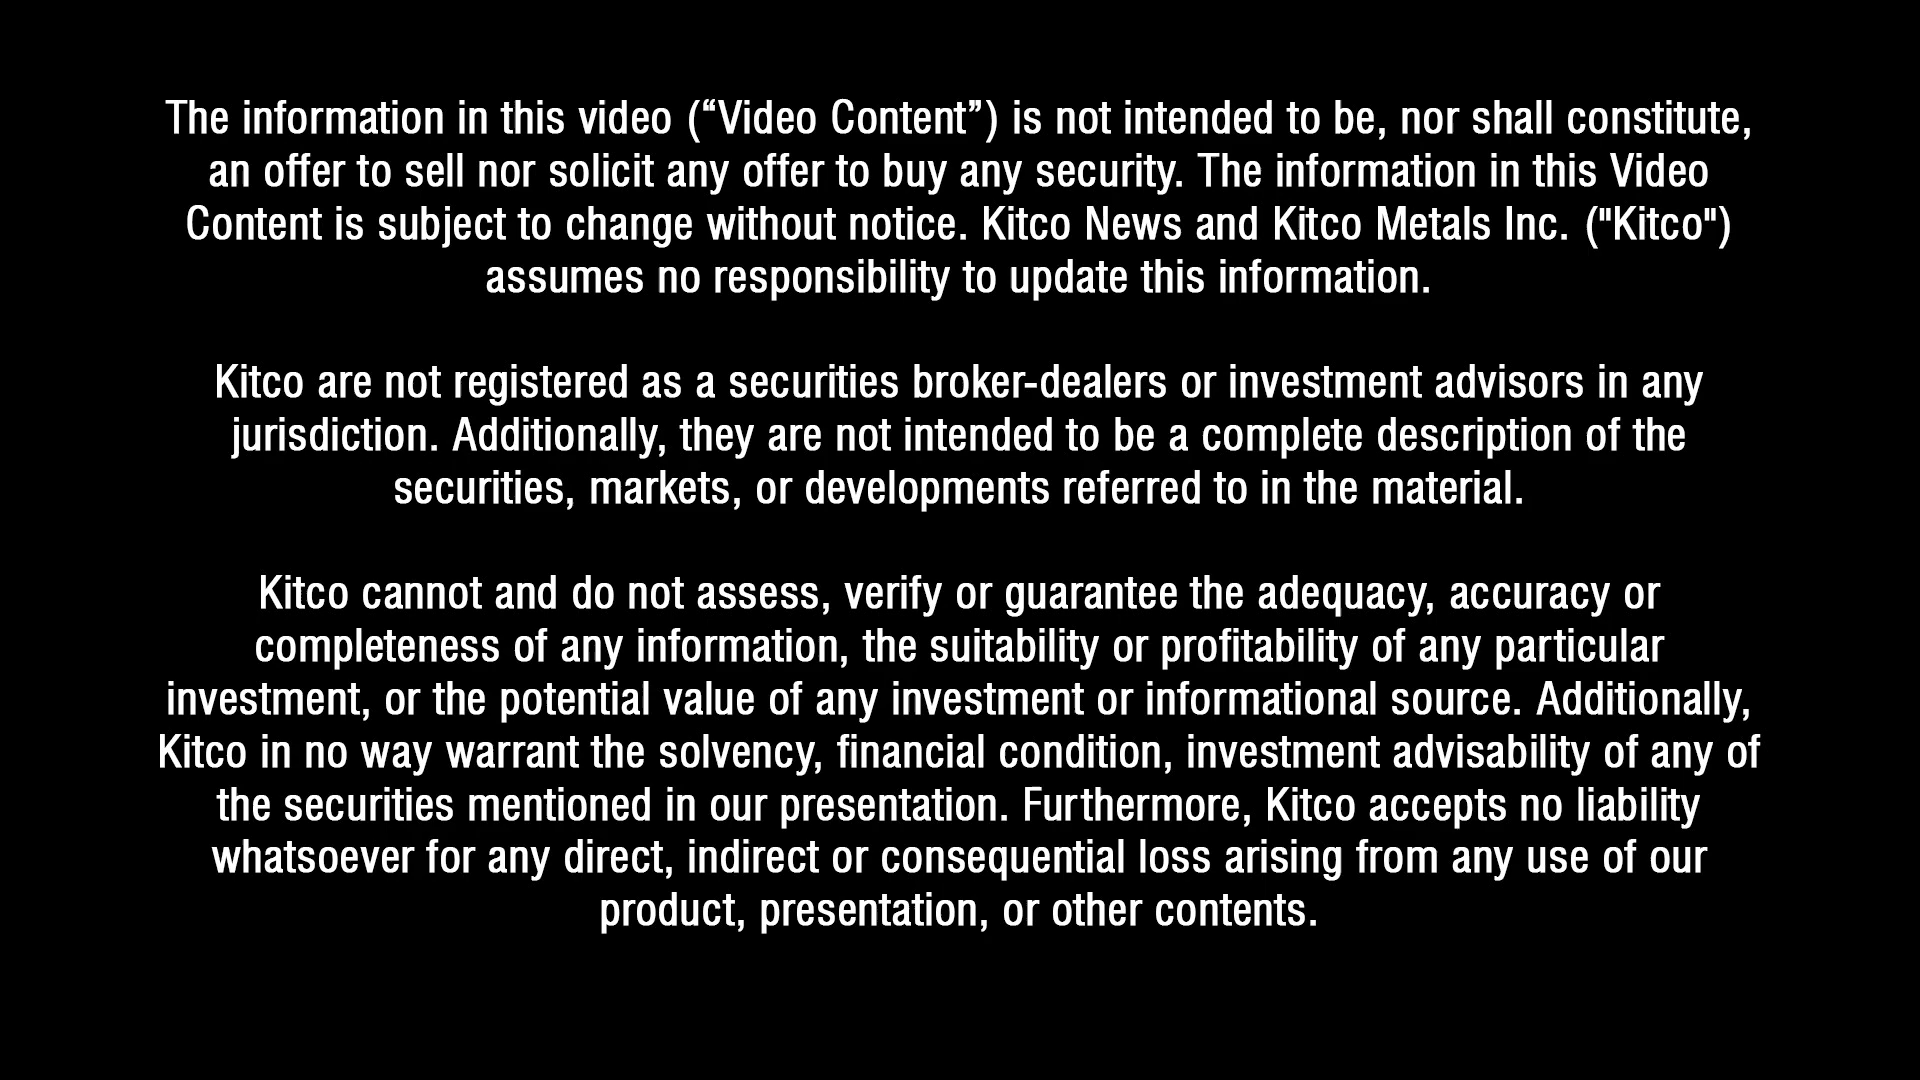 The information in this video (“Video Content”) is not intended to be, nor shall constitute,
an offer to sell nor solicit any offer to buy any security. The information in this Video
Content is subject to change without notice. Kitco News and Kitco Metals Inc. ("Kitco")
assumes no responsibility to update this information.
Kitco are not registered as a securities broker-dealers or investment advisors in any
jurisdiction. Additionally, they are not intended to be a complete description of the
securities, markets, or developments referred to in the material.
Kitco cannot and do not assess, verify or guarantee the adequacy, accuracy or
completeness of any information, the suitability or profitability of any particular
investment, or the potential value of any investment or informational source. Additionally,
Kitco in no way warrant the solvency, financial condition, investment advisability of any of
the securities mentioned in our presentation. Furthermore, Kitco accepts no liability
whatsoever for any direct, indirect or consequential loss arising from any use of our
product, presentation, or other contents.